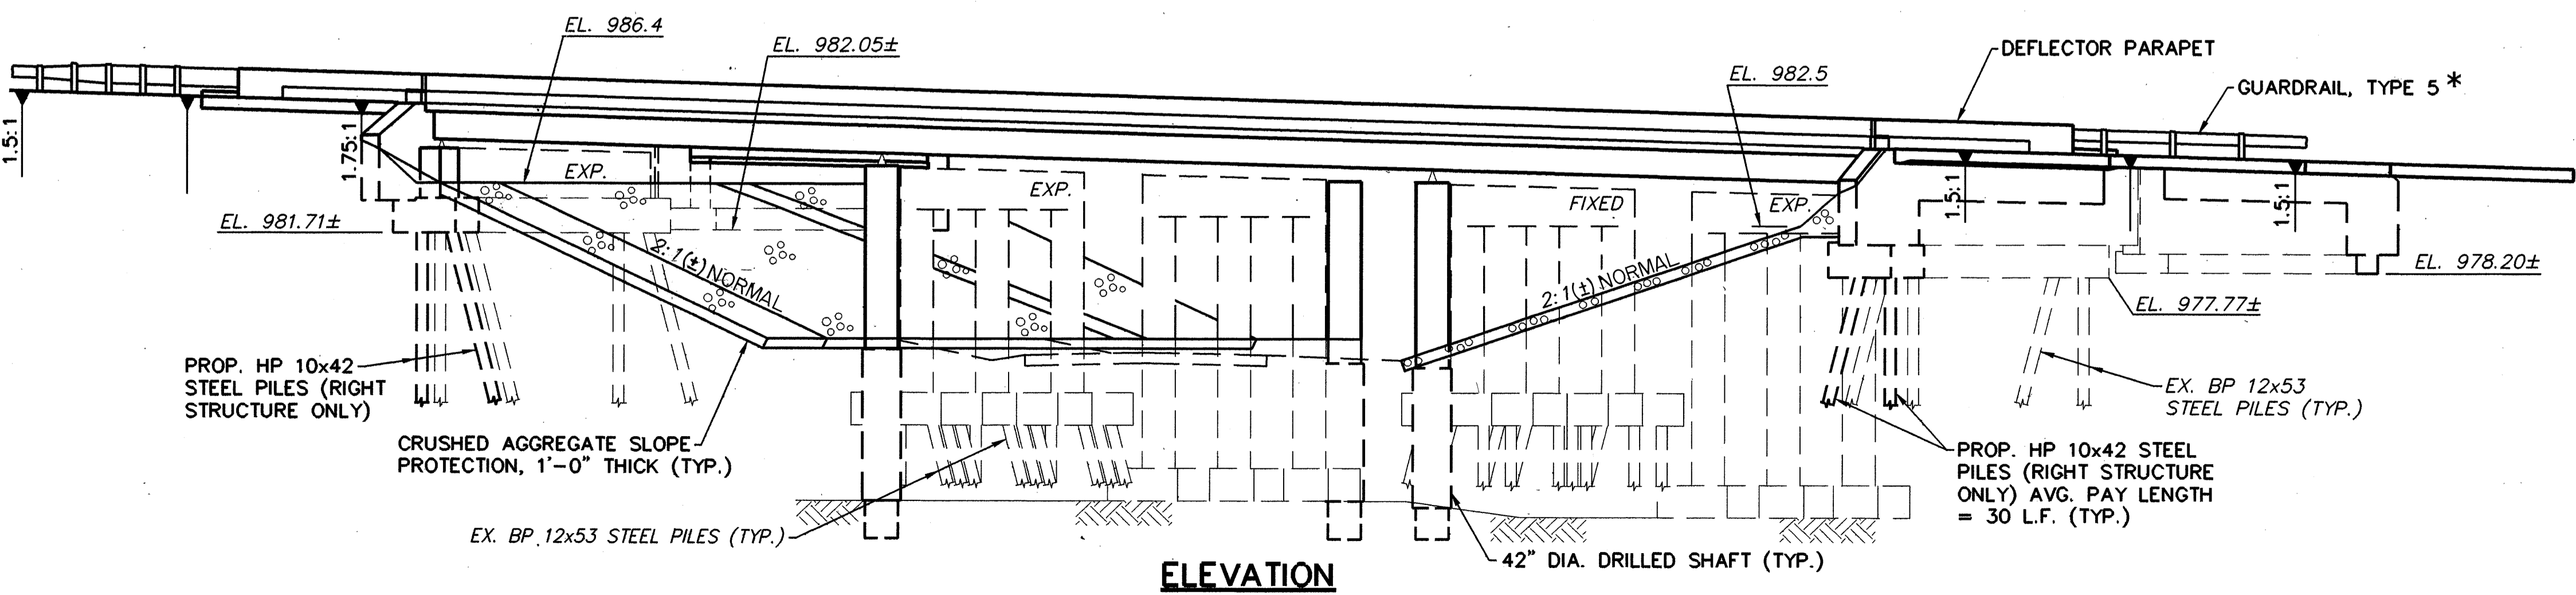 EL. 986.4
EL. 982.05±
EL. 982.5
DEFLECTOR PARAPET
GUARDRAIL, TYPE 5 *
1.5:1
1.75:1
EXP.
EXP.
FIXED
EXP.
1.5:1
1.5:1
EL. 981.71±
2:1(±) NORMAL
2:1(±) NORMAL
EL. 978.20±
EL. 977.77±
PROP. HP 10x42
STEEL PILES (RIGHT
STRUCTURE ONLY)
EX. BP 12x53
STEEL PILES (TYP.)
CRUSHED AGGREGATE SLOPE
PROTECTION, 1'-0" THICK (TYP.)
PROP. HP 10x42 STEEL
PILES (RIGHT STRUCTURE
ONLY) AVG. PAY LENGTH
= 30 L.F. (TYP.)
EX. BP 12x53 STEEL PILES (TYP.)
42" DIA. DRILLED SHAFT (TYP.)
ELEVATION